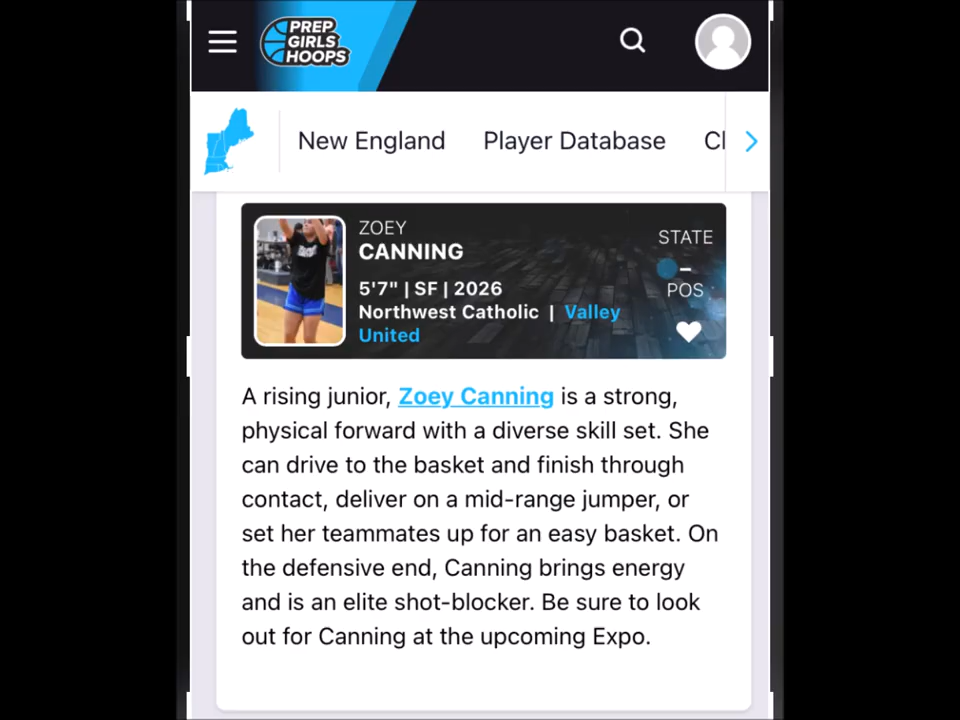 PREP
GIRLS
HOOPS
New England
Player Database
ZOEY
CANNING
5'7" | SF | 2026
Northwest Catholic | Valley
United
STATE
–
POS
A rising junior, Zoey Canning is a strong,
physical forward with a diverse skill set. She
can drive to the basket and finish through
contact, deliver on a mid-range jumper, or
set her teammates up for an easy basket. On
the defensive end, Canning brings energy
and is an elite shot-blocker. Be sure to look
out for Canning at the upcoming Expo.